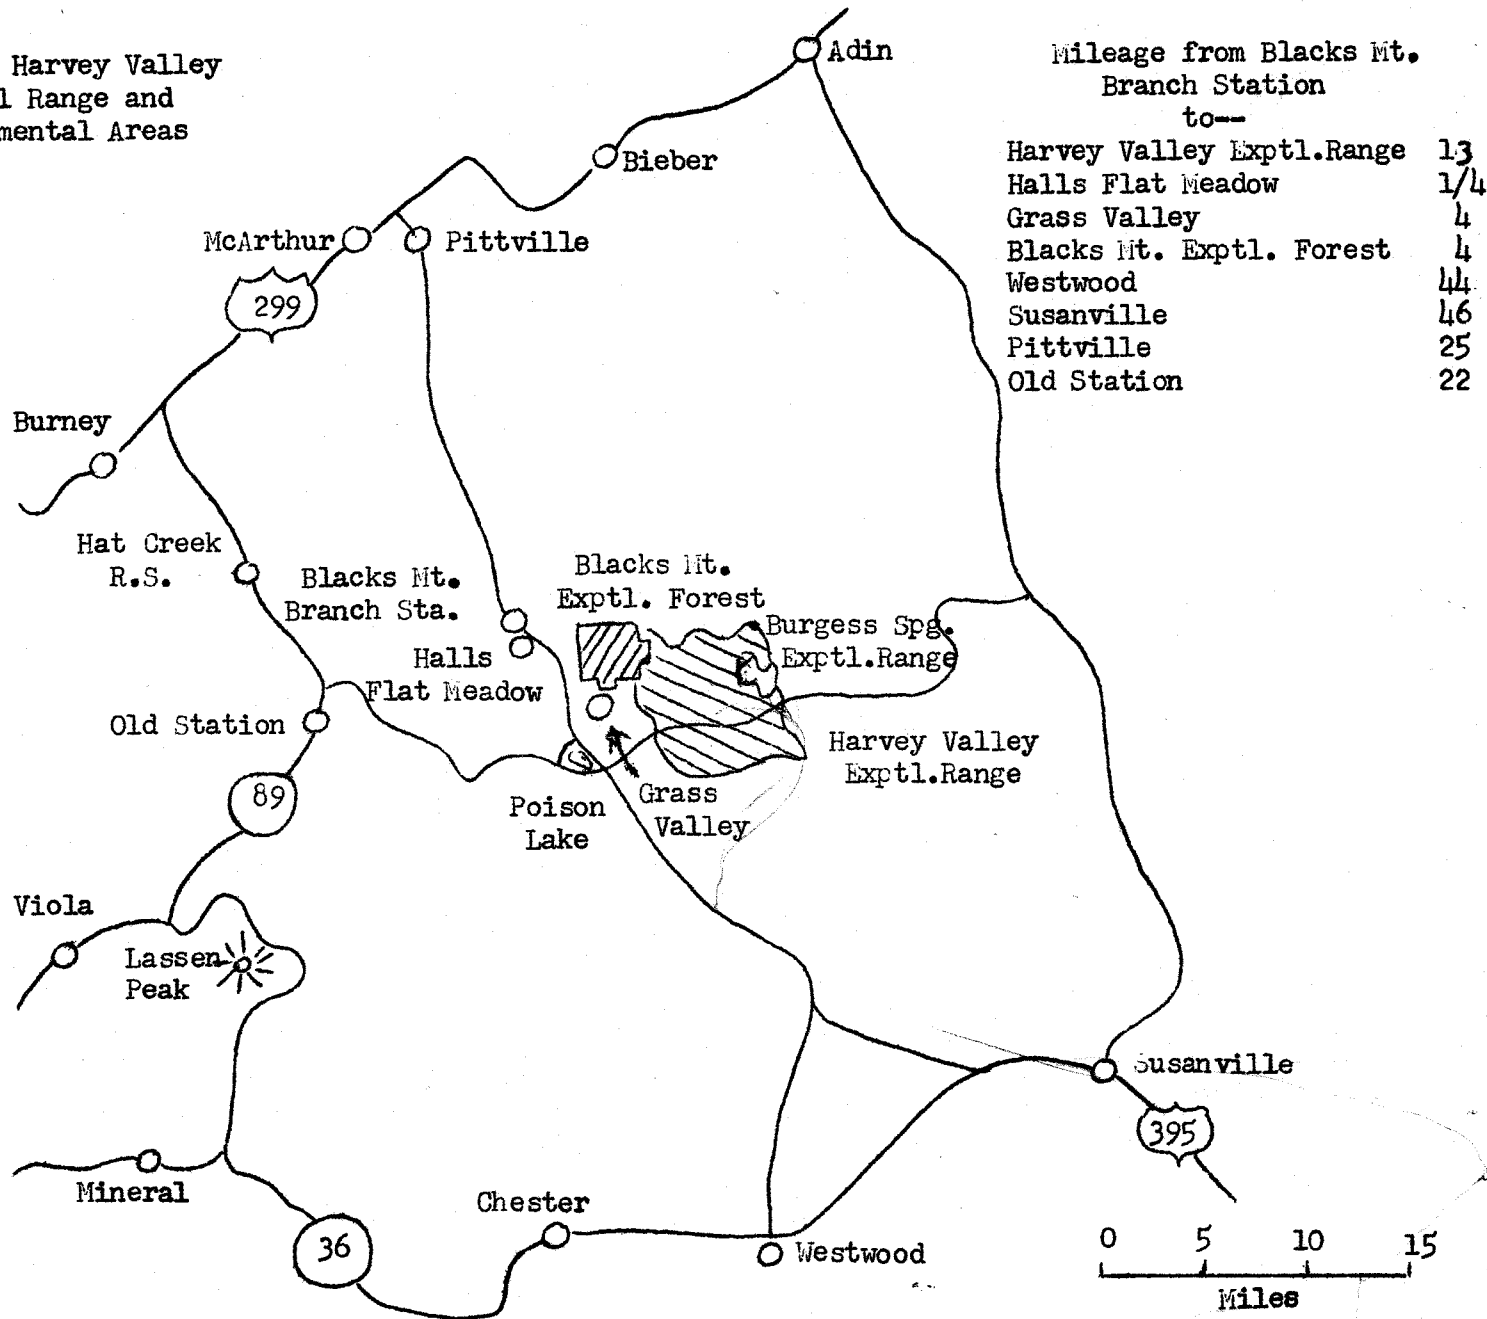 Harvey Valley
l Range and
mental Areas
Adin
Mileage from Blacks Mt.
Branch Station
to--
Harvey Valley Exptl.Range 13
Halls Flat Meadow 1/4
Grass Valley 4
Blacks Mt. Exptl. Forest 4
Westwood 44
Susanville 46
Pittville 25
Old Station 22
Bieber
McArthur
Pittville
299
Burney
Hat Creek
R.S.
Blacks Mt.
Branch Sta.
Blacks Mt.
Exptl. Forest
Burgess Spg.
Exptl.Range
Halls
Flat Meadow
Old Station
Harvey Valley
Exptl.Range
89
Poison
Lake
Grass
Valley
Viola
Lassen
Peak
Susanville
395
Mineral
Chester
36
Westwood
0 5 10 15
Miles